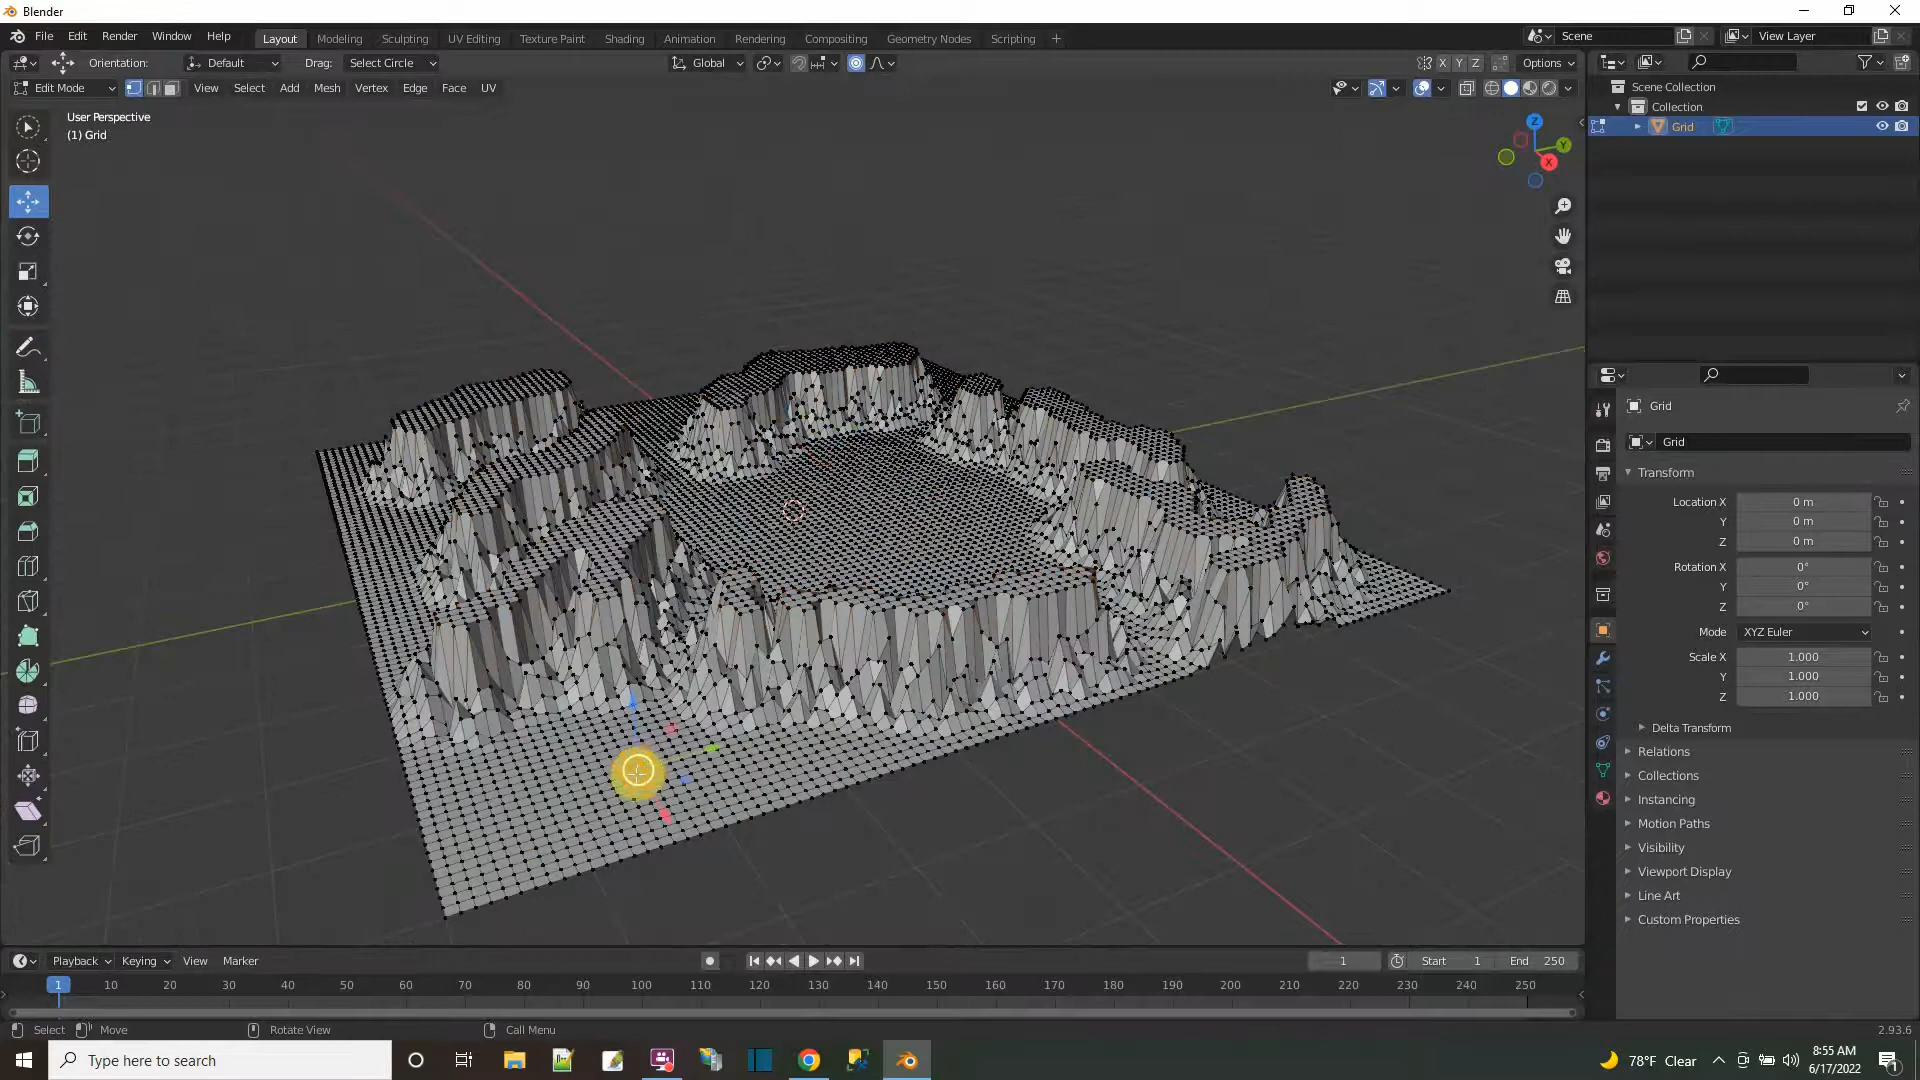 Blender
File Edit Render Window Help Layout Modeling Sculpting UV Editing Texture Paint Shading Animation Rendering Compositing Geometry Nodes Scripting + Scene View Layer
Orientation: Default Drag: Select Circle Global X Y Z Options
Edit Mode View Select Add Mesh Vertex Edge Face UV
User Perspective
(1) Grid
Z
Y
X
Scene Collection
Collection
Grid
Grid
Grid
Transform
Location X 0 m
Y 0 m
Z 0 m
Rotation X 0°
Y 0°
Z 0°
Mode XYZ Euler
Scale X 1.000
Y 1.000
Z 1.000
Delta Transform
Relations
Collections
Instancing
Motion Paths
Visibility
Viewport Display
Line Art
Custom Properties
Playback Keying View Marker 1 Start 1 End 250
1 10 20 30 40 50 60 70 80 90 100 110 120 130 140 150 160 170 180 190 200 210 220 230 240 250
Select Move Rotate View Call Menu 2.93.6
Type here to search 78°F Clear 8:55 AM
6/17/2022 1